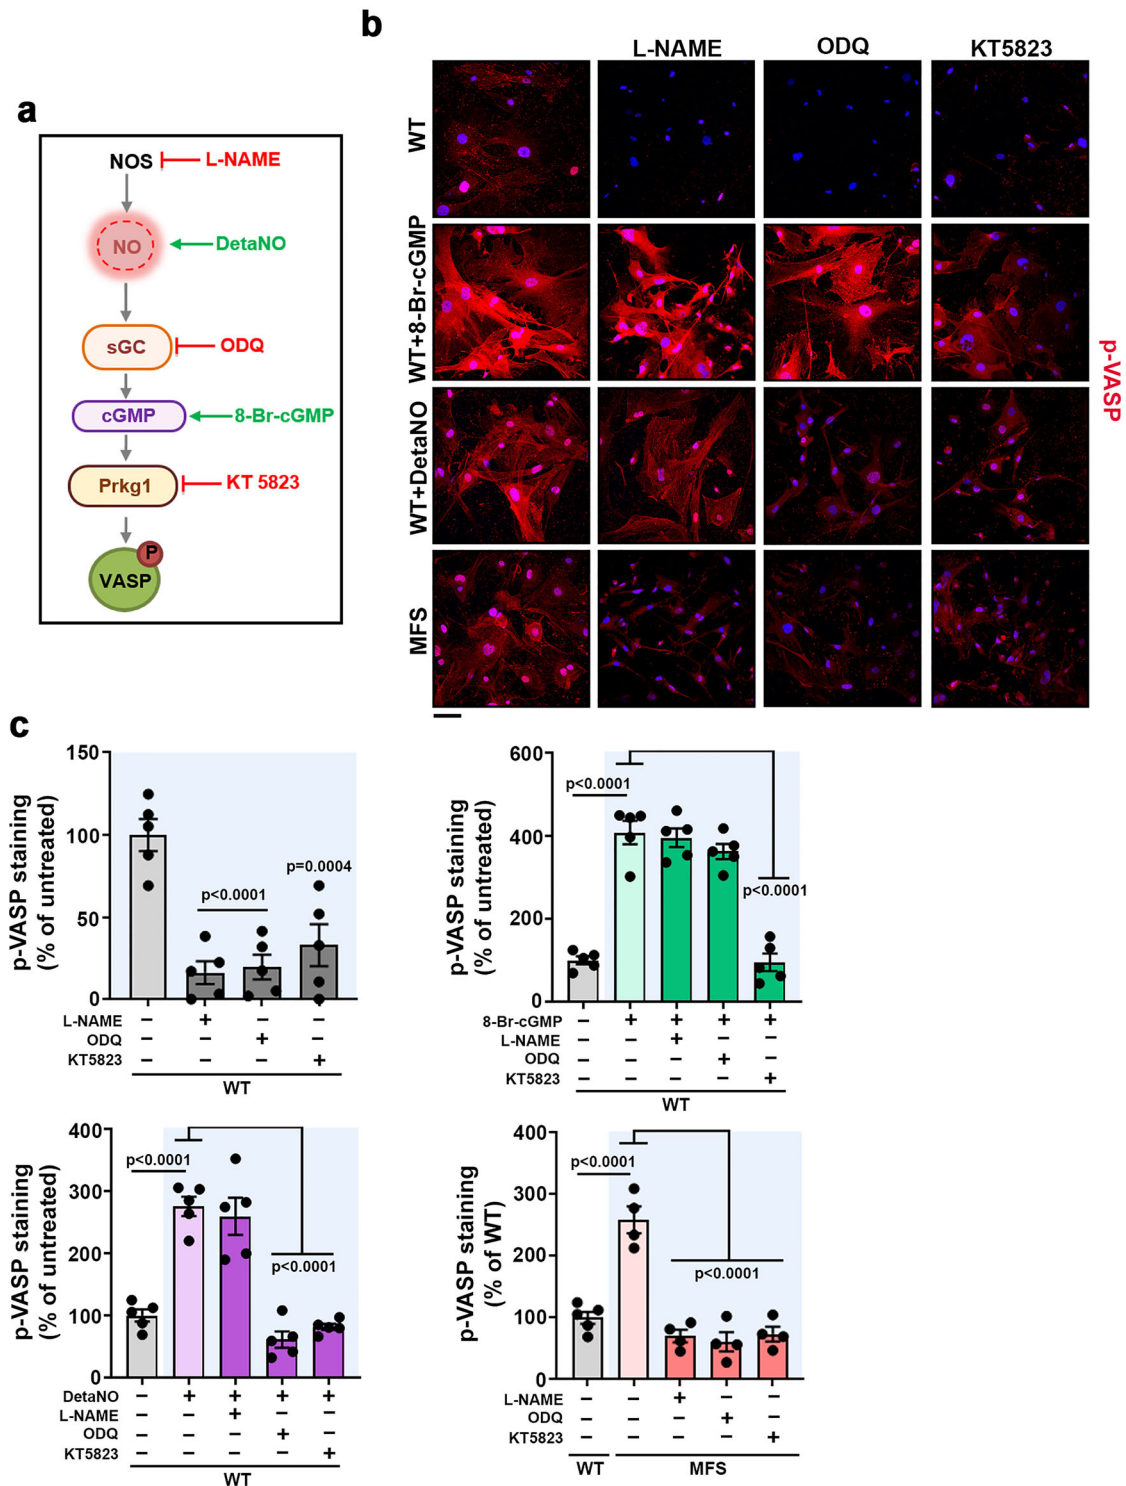 a
NOS
L-NAME
NO
DetaNO
sGC
ODQ
cGMP
8-Br-cGMP
Prkg1
KT 5823
P
VASP
b
L-NAME
ODQ
KT5823
WT
WT+8-Br-cGMP
WT+DetaNO
MFS
p-VASP
c
p-VASP staining
(% of untreated)
150
100
50
0
p<0.0001
p=0.0004
L-NAME − + − −
ODQ − − + −
KT5823 − − − +
WT
p-VASP staining
(% of untreated)
600
400
200
0
p<0.0001
p<0.0001
8-Br-cGMP − + + + +
L-NAME − − + − −
ODQ − − − + −
KT5823 − − − − +
WT
p-VASP staining
(% of untreated)
400
300
200
100
0
p<0.0001
p<0.0001
DetaNO − + + + +
L-NAME − − + − −
ODQ − − − + −
KT5823 − − − − +
WT
p-VASP staining
(% of WT)
400
300
200
100
0
p<0.0001
p<0.0001
L-NAME − − + − −
ODQ − − − + −
KT5823 − − − − +
WT MFS